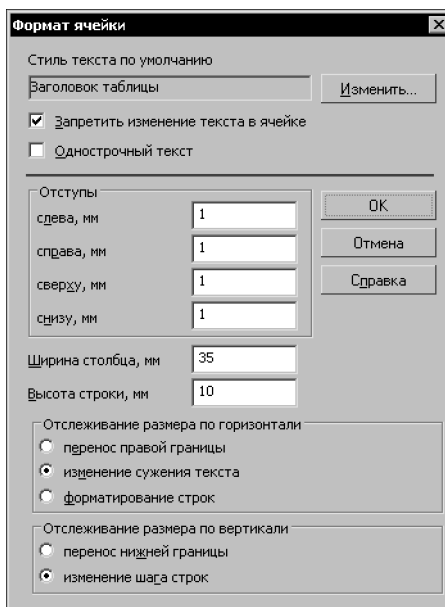 Формат ячейки
Стиль текста по умолчанию
Заголовок таблицы
Изменить...
Запретить изменение текста в ячейке
Однострочный текст
Отступы
слева, мм 1
справа, мм 1
сверху, мм 1
снизу, мм 1
OK
Отмена
Справка
Ширина столбца, мм 35
Высота строки, мм 10
Отслеживание размера по горизонтали
перенос правой границы
изменение сужения текста
форматирование строк
Отслеживание размера по вертикали
перенос нижней границы
изменение шага строк